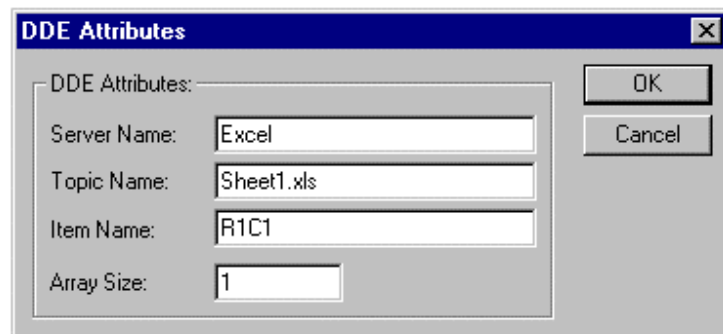 DDE Attributes
DDE Attributes:
OK
Server Name: Excel
Cancel
Topic Name: Sheet1.xls
Item Name: R1C1
Array Size: 1